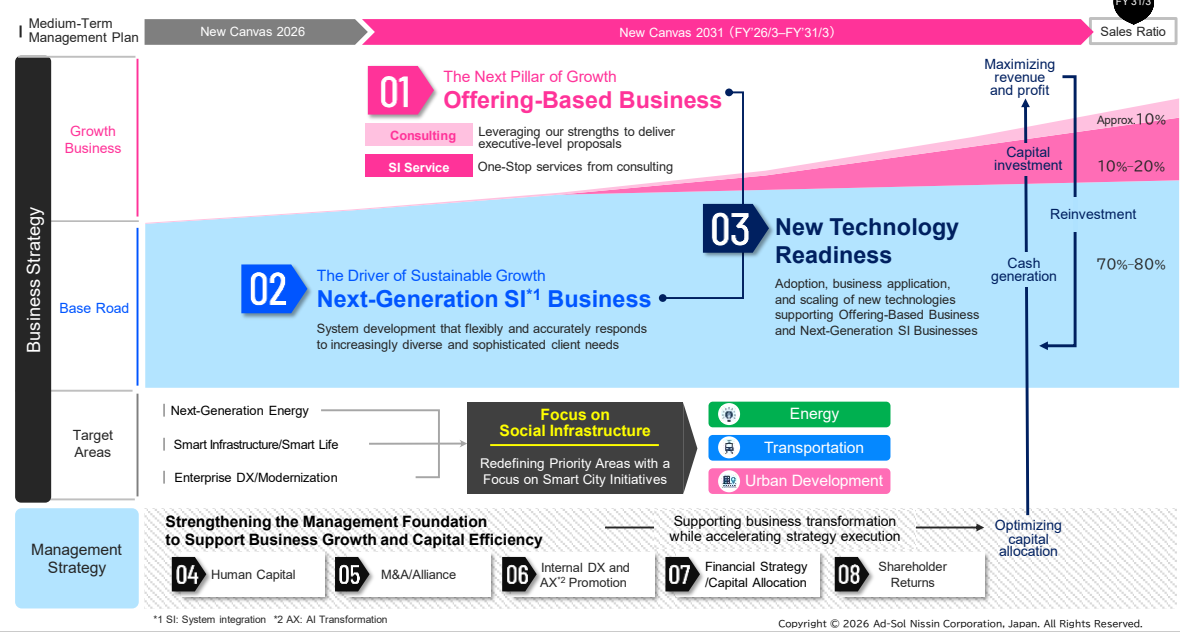 FY 31/3
Medium-Term
Management Plan
New Canvas 2026
New Canvas 2031 (FY'26/3–FY'31/3)
Sales Ratio
Business Strategy
Growth
Business
01
The Next Pillar of Growth
Offering-Based Business
Consulting
Leveraging our strengths to deliver
executive-level proposals
SI Service
One-Stop services from consulting
Maximizing
revenue
and profit
Approx.10%
Capital
investment
10%-20%
Reinvestment
Base Road
02
The Driver of Sustainable Growth
Next-Generation SI*1 Business
System development that flexibly and accurately responds
to increasingly diverse and sophisticated client needs
03
New Technology
Readiness
Adoption, business application,
and scaling of new technologies
supporting Offering-Based Business
and Next-Generation SI Businesses
Cash
generation
70%-80%
Target
Areas
Next-Generation Energy
Smart Infrastructure/Smart Life
Enterprise DX/Modernization
Focus on
Social Infrastructure
Redefining Priority Areas with a
Focus on Smart City Initiatives
Energy
Transportation
Urban Development
Management
Strategy
Strengthening the Management Foundation
to Support Business Growth and Capital Efficiency
Supporting business transformation
while accelerating strategy execution
Optimizing
capital
allocation
04
Human Capital
05
M&A/Alliance
06
Internal DX and
AX*2 Promotion
07
Financial Strategy
/Capital Allocation
08
Shareholder
Returns
*1 SI: System integration *2 AX: AI Transformation
Copyright © 2026 Ad-Sol Nissin Corporation, Japan. All Rights Reserved.